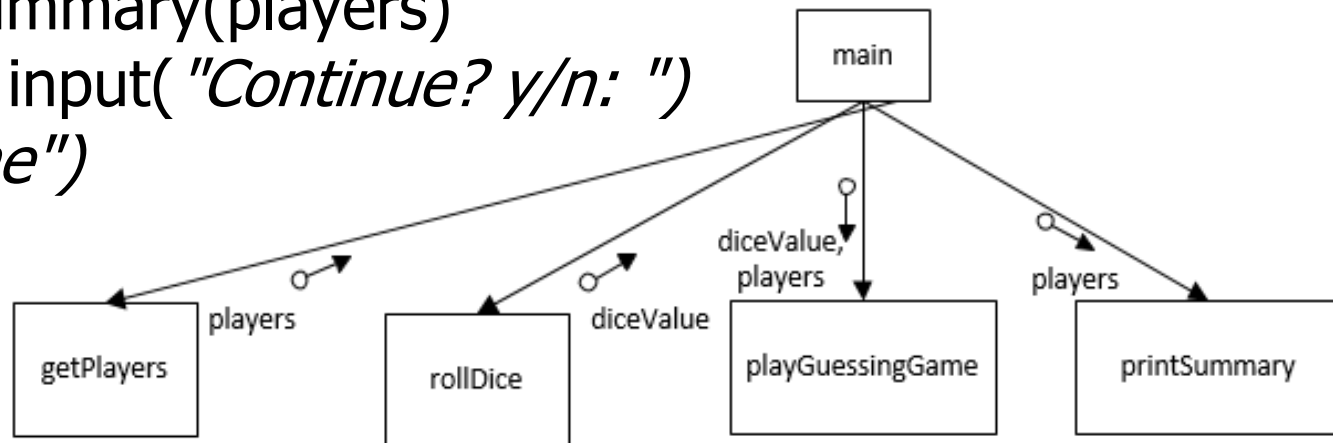 mmary(players)
input("Continue? y/n: ")
e")
main
diceValue,
players
players
players
diceValue
getPlayers
rollDice
playGuessingGame
printSummary